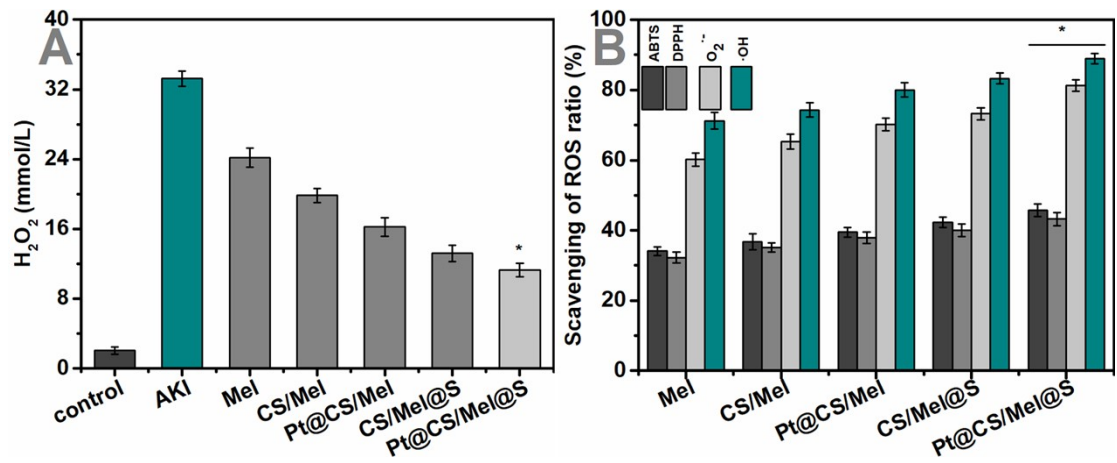 A
H2O2 (mmol/L)
40
32
24
16
8
0
control
AKI
Mel
CS/Mel
Pt@CS/Mel
CS/Mel@S
Pt@CS/Mel@S
*
B
Scavenging of ROS ratio (%)
100
80
60
40
20
0
ABTS
DPPH
O2·-
·OH
*
Mel
CS/Mel
Pt@CS/Mel
CS/Mel@S
Pt@CS/Mel@S